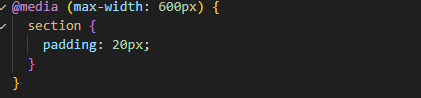 @media (max-width: 600px) {
  section {
    padding: 20px;
  }
}